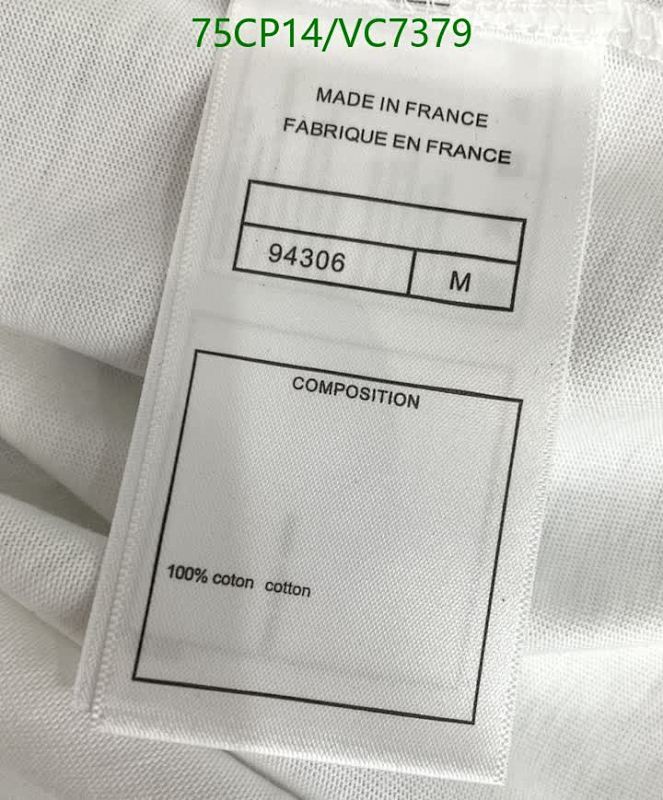 75CP14/VC7379
MADE IN FRANCE
FABRIQUE EN FRANCE
94306 M
COMPOSITION
100% coton cotton